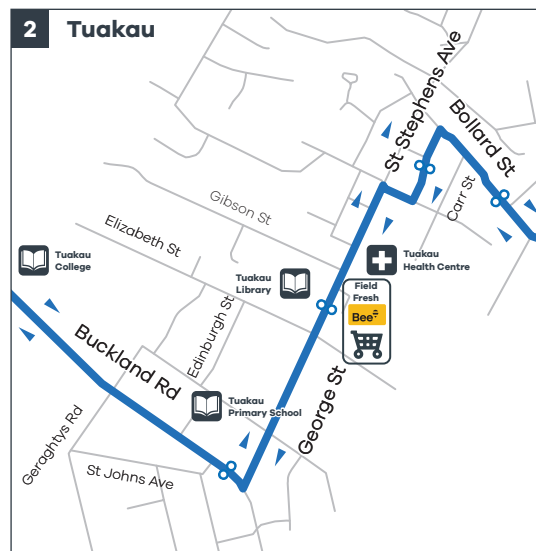 2 Tuakau
St Stephens Ave
Bollard St
Carr St
Gibson St
Elizabeth St
Tuakau
College
Tuakau
Library
Tuakau
Health Centre
Field
Fresh
Bee
Edinburgh St
Buckland Rd
Tuakau
Primary School
George St
Geraghtys Rd
St Johns Ave